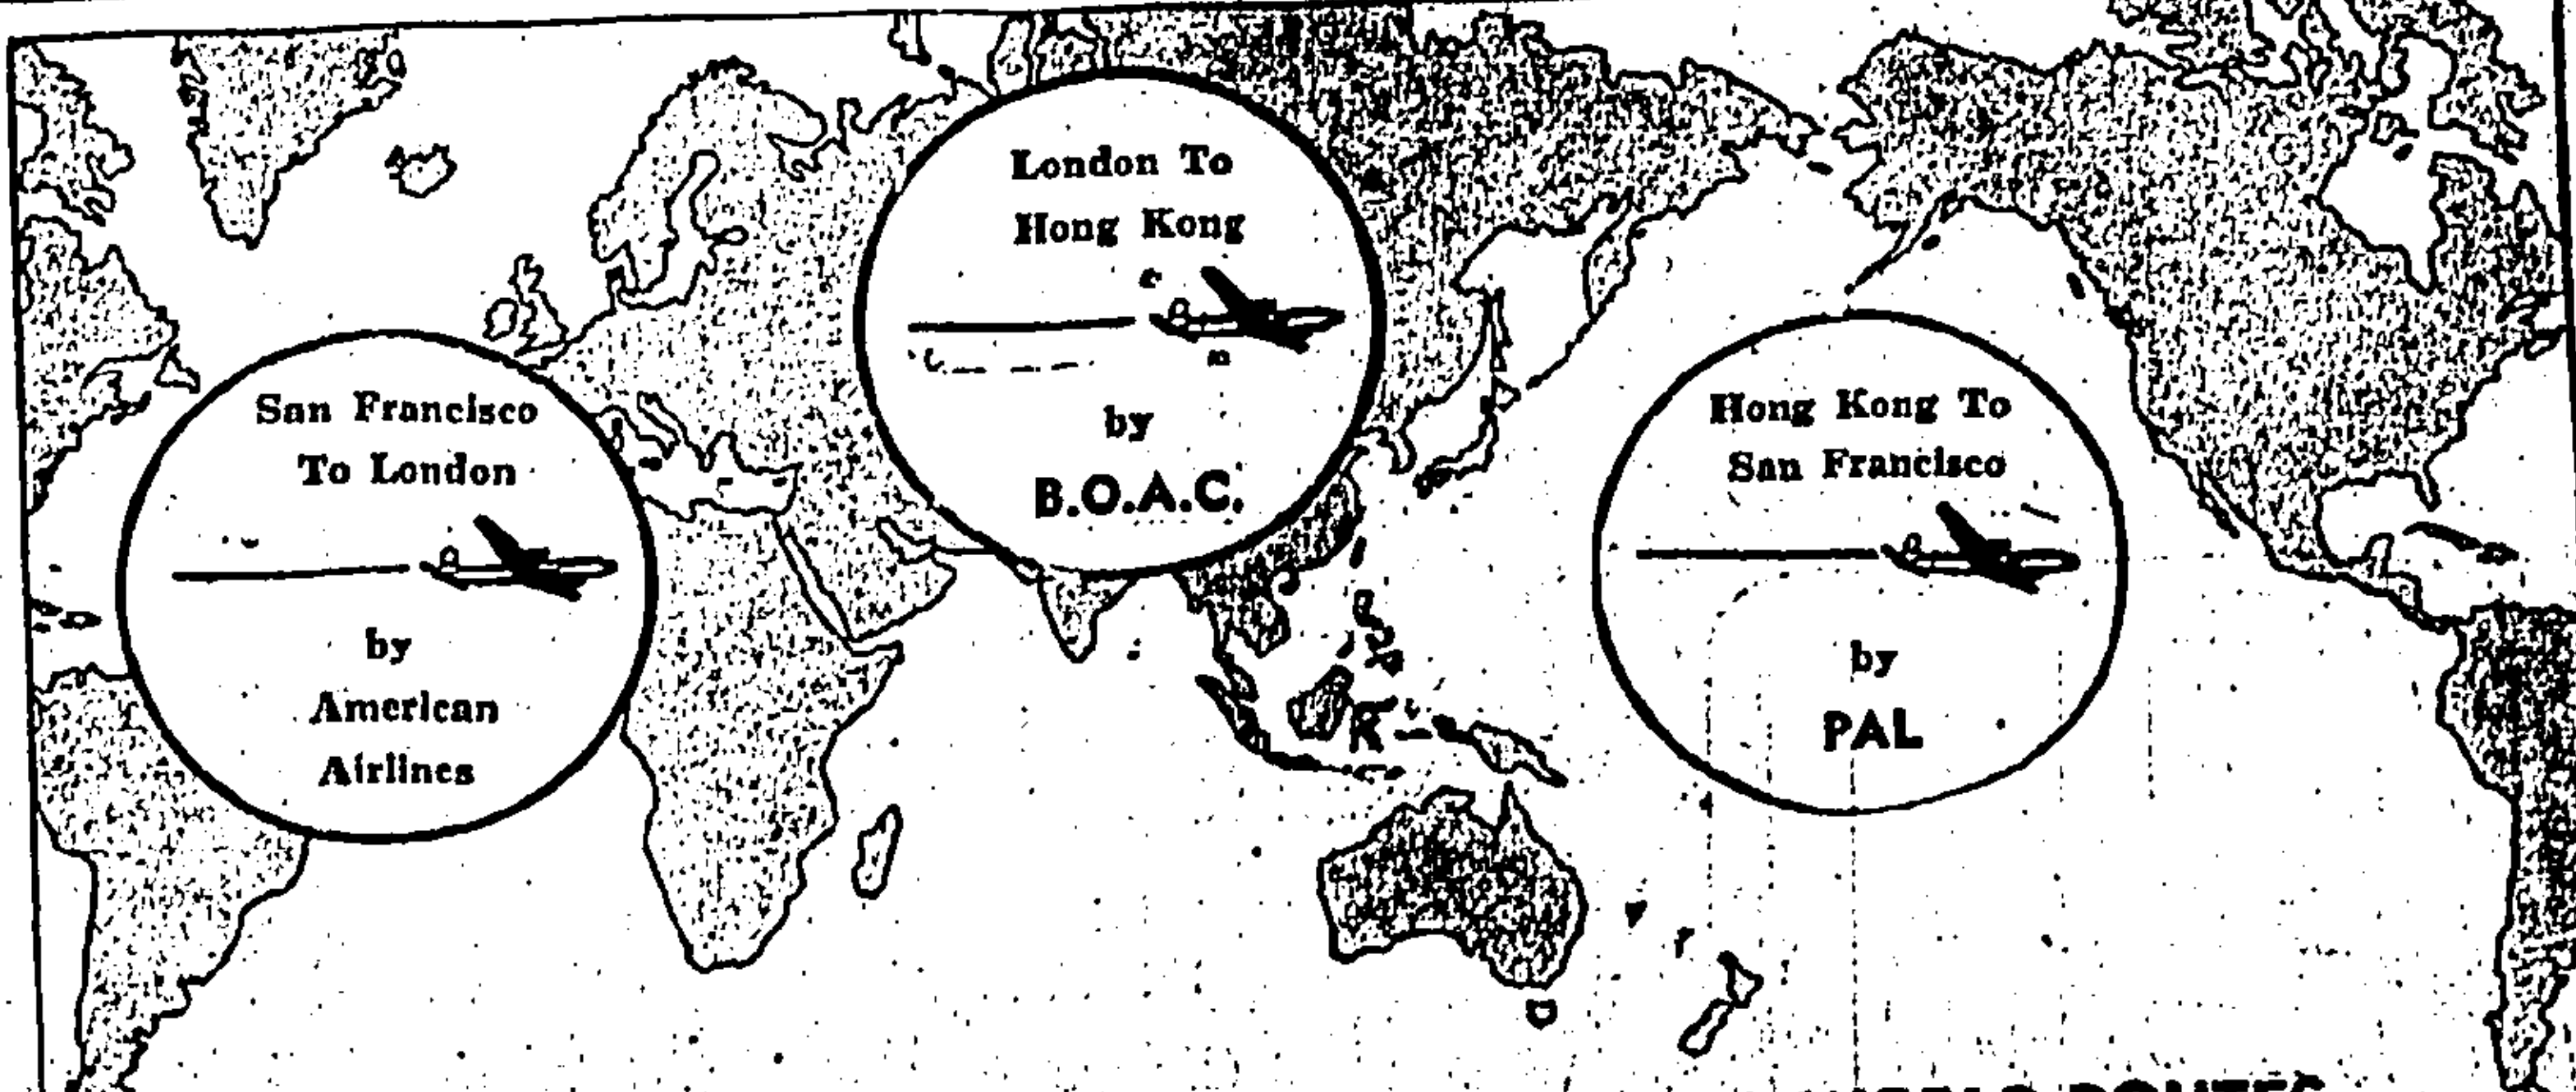 San Francisco
To London
by
American
Airlines
London To
Hong Kong
by
B.O.A.C.
Hong Kong To
San Francisco
by
PAL
ROUTES